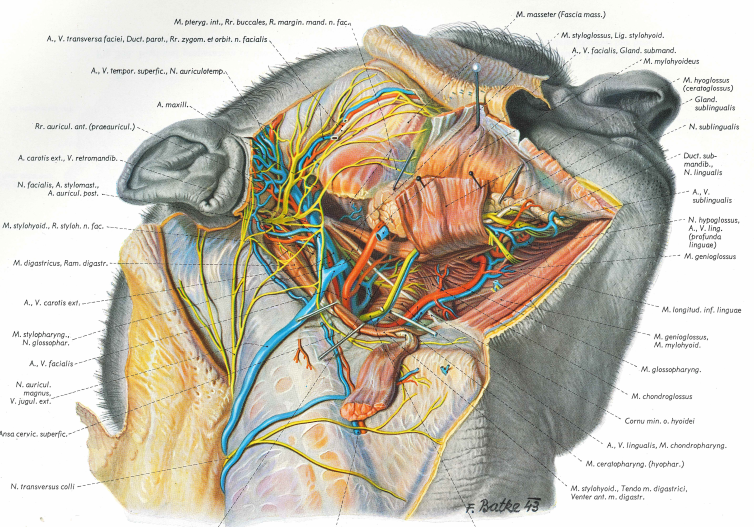 M. pteryg. int., Rr. buccales, R. margin. mand. n. fac.,
A., V. transversa faciei, Duct. parot., Rr. zygom. et orbit. n. facialis
A., V. tempor. superfic., N. auriculotemp.
A. maxill.
Rr. auricul. ant. (praeauricul.)
A. carotis ext., V. retromandib.
N. facialis, A. stylomast.,
A. auricul. post.
M. stylohyoid., R. styloh. n. fac.
M. digastricus, Ram. digastr.
A., V. carotis ext.
M. stylopharyng.,
N. glossophar.
A., V. facialis
N. auricul.
magnus,
V. jugul. ext.
Ansa cervic. superfic.
N. transversus colli
M. masseter (Fascia mass.)
M. styloglossus, Lig. stylohyoid.
A., V. facialis, Gland. submand.
M. mylohyoideus
M. hyoglossus
(ceratoglossus)
Gland.
sublingualis
N. sublingualis
Duct. sub-
mandib.,
N. lingualis
A., V.
sublingualis
N. hypoglossus,
A., V. ling.
(profunda
linguae)
M. genioglossus
M. longitud. inf. linguae
M. genioglossus,
M. mylohyoid.
M. glossopharyng.
M. chondroglossus
Cornu min. o. hyoidei
A., V. lingualis, M. chondropharyng.
M. ceratopharyng. (hyophar.)
M. stylohyoid., Tendo m. digastrici,
Venter ant. m. digastr.
F. Batke VI 43